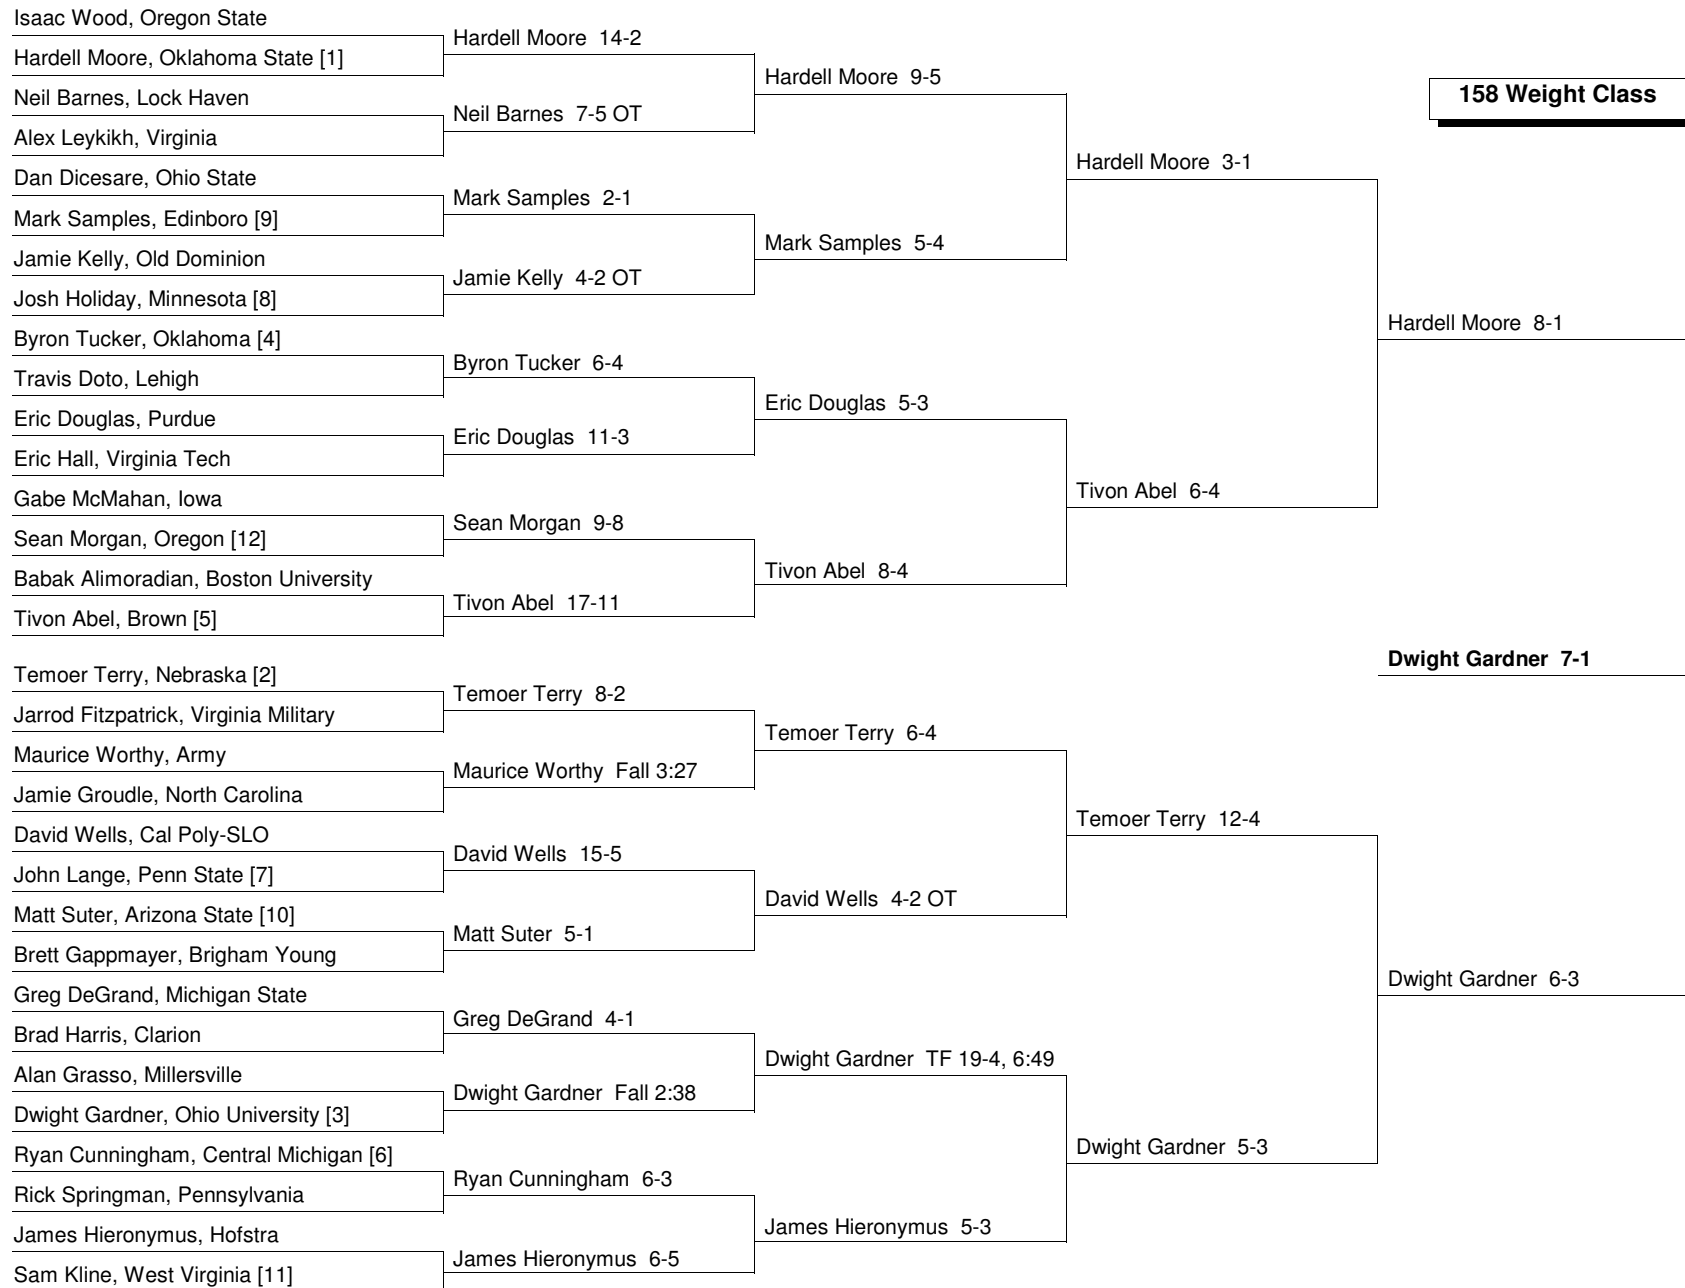 158 Weight Class
Isaac Wood, Oregon State
Hardell Moore, Oklahoma State [1]
Neil Barnes, Lock Haven
Alex Leykikh, Virginia
Dan Dicesare, Ohio State
Mark Samples, Edinboro [9]
Jamie Kelly, Old Dominion
Josh Holiday, Minnesota [8]
Byron Tucker, Oklahoma [4]
Travis Doto, Lehigh
Eric Douglas, Purdue
Eric Hall, Virginia Tech
Gabe McMahan, Iowa
Sean Morgan, Oregon [12]
Babak Alimoradian, Boston University
Tivon Abel, Brown [5]
Temoer Terry, Nebraska [2]
Jarrod Fitzpatrick, Virginia Military
Maurice Worthy, Army
Jamie Groudle, North Carolina
David Wells, Cal Poly-SLO
John Lange, Penn State [7]
Matt Suter, Arizona State [10]
Brett Gappmayer, Brigham Young
Greg DeGrand, Michigan State
Brad Harris, Clarion
Alan Grasso, Millersville
Dwight Gardner, Ohio University [3]
Ryan Cunningham, Central Michigan [6]
Rick Springman, Pennsylvania
James Hieronymus, Hofstra
Sam Kline, West Virginia [11]
Hardell Moore 14-2
Neil Barnes 7-5 OT
Mark Samples 2-1
Jamie Kelly 4-2 OT
Byron Tucker 6-4
Eric Douglas 11-3
Sean Morgan 9-8
Tivon Abel 17-11
Temoer Terry 8-2
Maurice Worthy Fall 3:27
David Wells 15-5
Matt Suter 5-1
Greg DeGrand 4-1
Dwight Gardner Fall 2:38
Ryan Cunningham 6-3
James Hieronymus 6-5
Hardell Moore 9-5
Mark Samples 5-4
Eric Douglas 5-3
Tivon Abel 8-4
Temoer Terry 6-4
David Wells 4-2 OT
Dwight Gardner TF 19-4, 6:49
James Hieronymus 5-3
Hardell Moore 3-1
Tivon Abel 6-4
Temoer Terry 12-4
Dwight Gardner 5-3
Hardell Moore 8-1
Dwight Gardner 7-1
Dwight Gardner 6-3